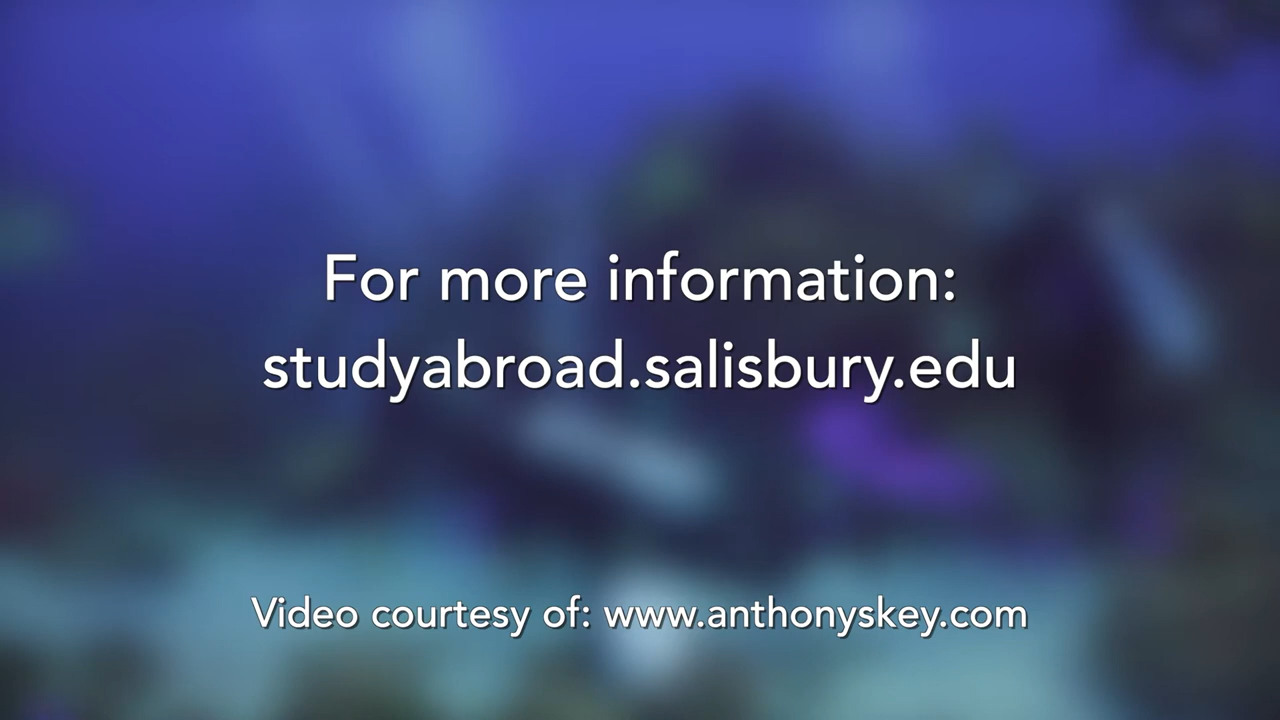 For more information:
studyabroad.salisbury.edu
Video courtesy of: www.anthonyskey.com